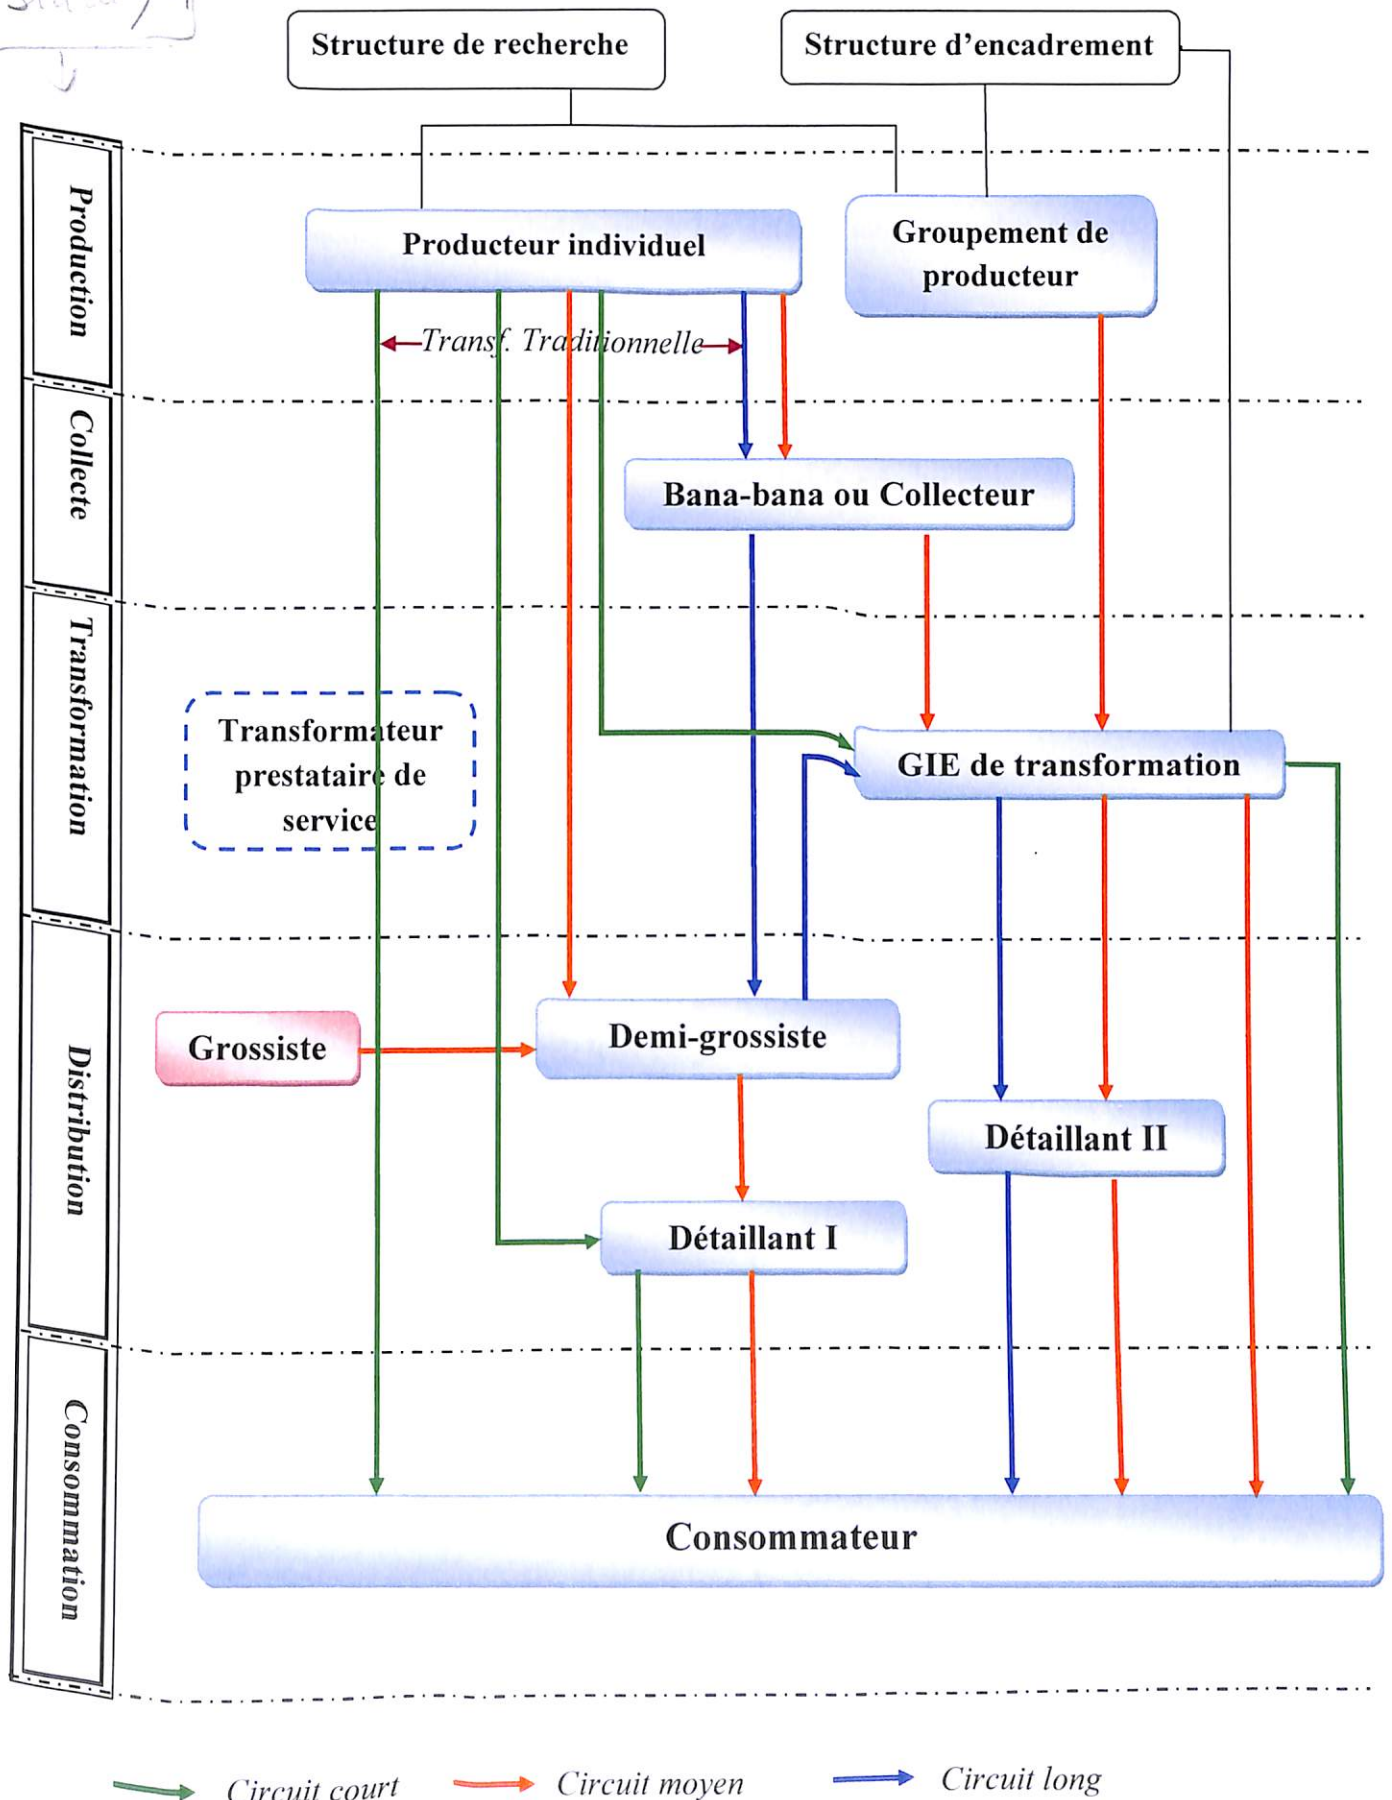 Structure de recherche
Structure d’encadrement
Production
Producteur individuel
Groupement de
producteur
Transf. Traditionnelle
Collecte
Bana-bana ou Collecteur
Transformation
Transformateur
prestataire de
service
GIE de transformation
Distribution
Grossiste
Demi-grossiste
Détaillant II
Détaillant I
Consommation
Consommateur
Circuit court
Circuit moyen
Circuit long